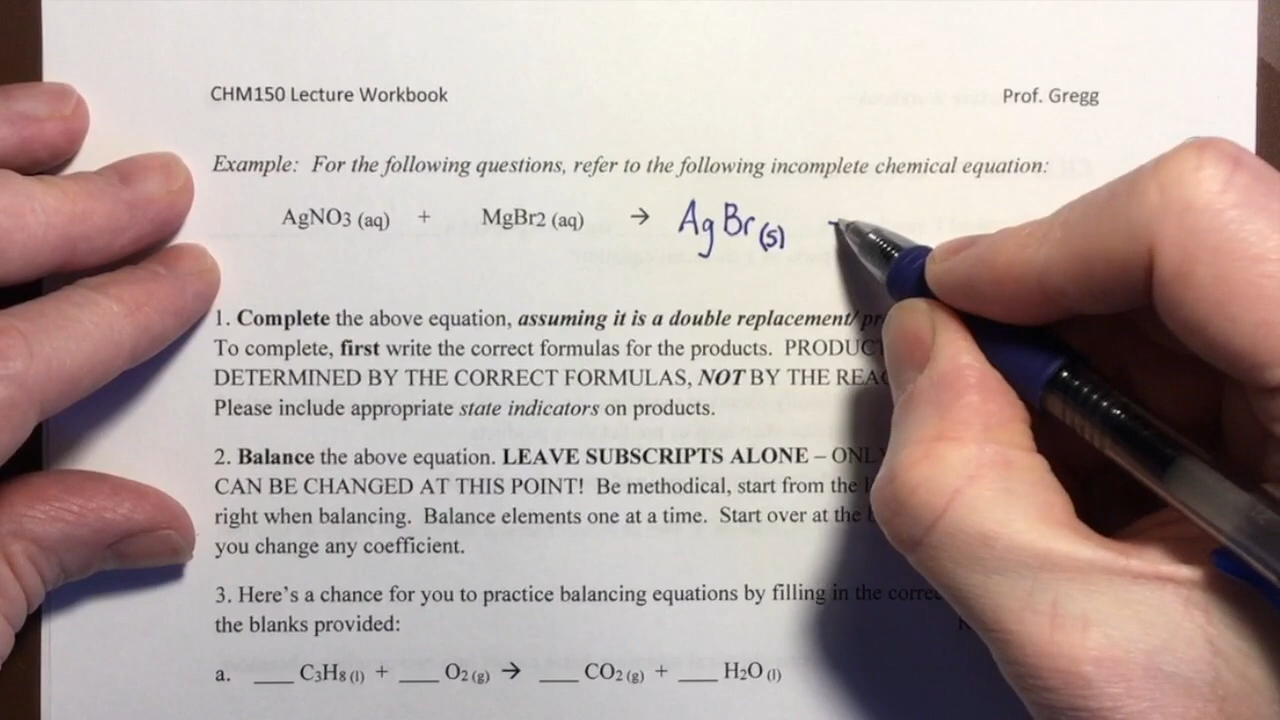 CHM150 Lecture Workbook Prof. Gregg
Example: For the following questions, refer to the following incomplete chemical equation:
AgNO3 (aq) + MgBr2 (aq) → AgBr(s)
1. Complete the above equation, assuming it is a double replacement/
To complete, first write the correct formulas for the products.
DETERMINED BY THE CORRECT FORMULAS, NOT BY THE
Please include appropriate state indicators on products.
2. Balance the above equation. LEAVE SUBSCRIPTS ALONE –
CAN BE CHANGED AT THIS POINT! Be methodical, start from the
right when balancing. Balance elements one at a time. Start over at the
you change any coefficient.
3. Here's a chance for you to practice balancing equations by filling in the
the blanks provided:
a. ___ C3H8 (l) + ___ O2 (g) → ___ CO2 (g) + ___ H2O (l)